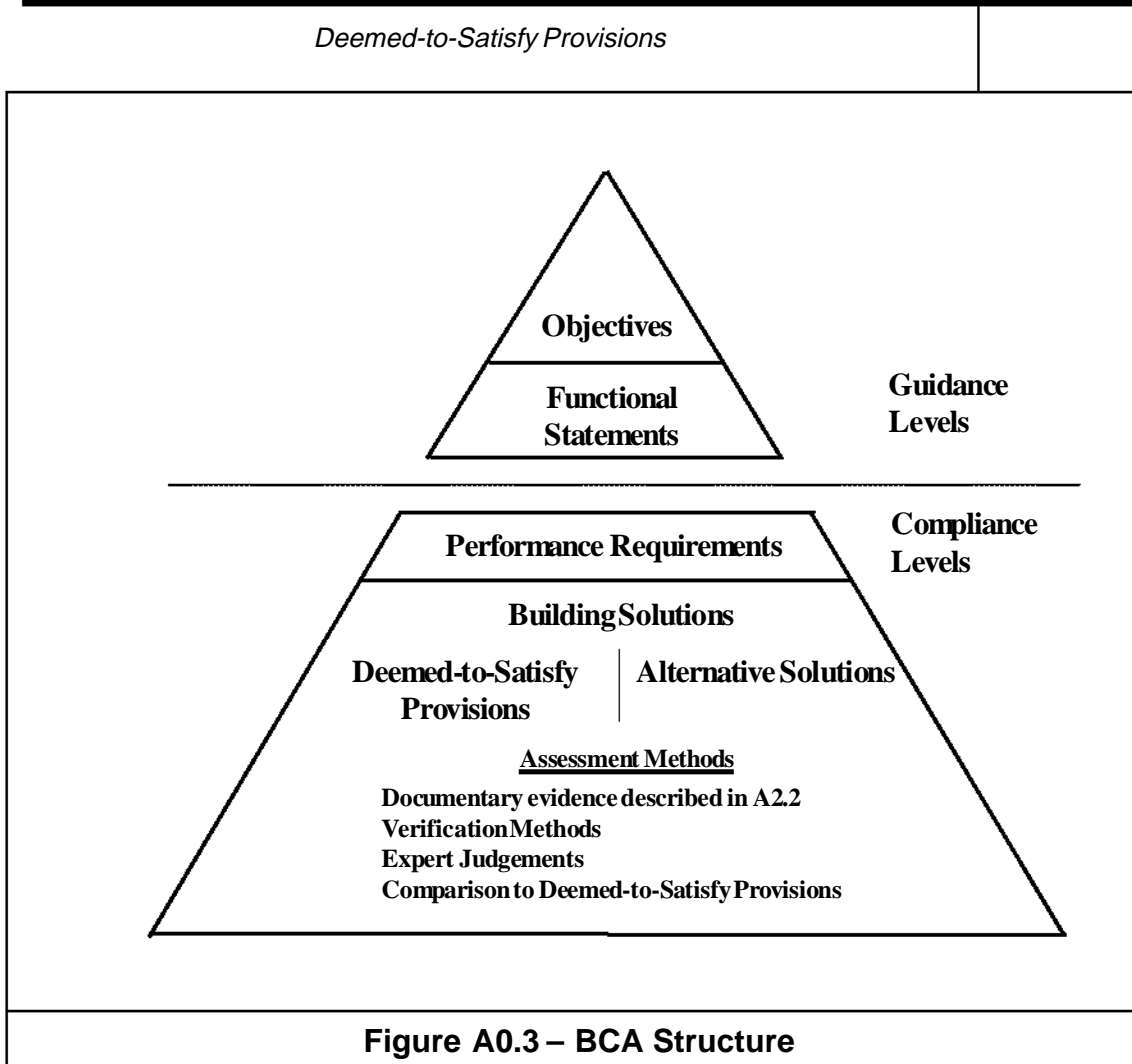 Deemed-to-Satisfy Provisions
Objectives
Functional
Statements
Guidance
Levels
Compliance
Levels
Performance Requirements
Building Solutions
Deemed-to-Satisfy
Provisions
Alternative Solutions
Assessment Methods
Documentary evidence described in A2.2
Verification Methods
Expert Judgements
Comparison to Deemed-to-Satisfy Provisions
Figure A0.3 – BCA Structure